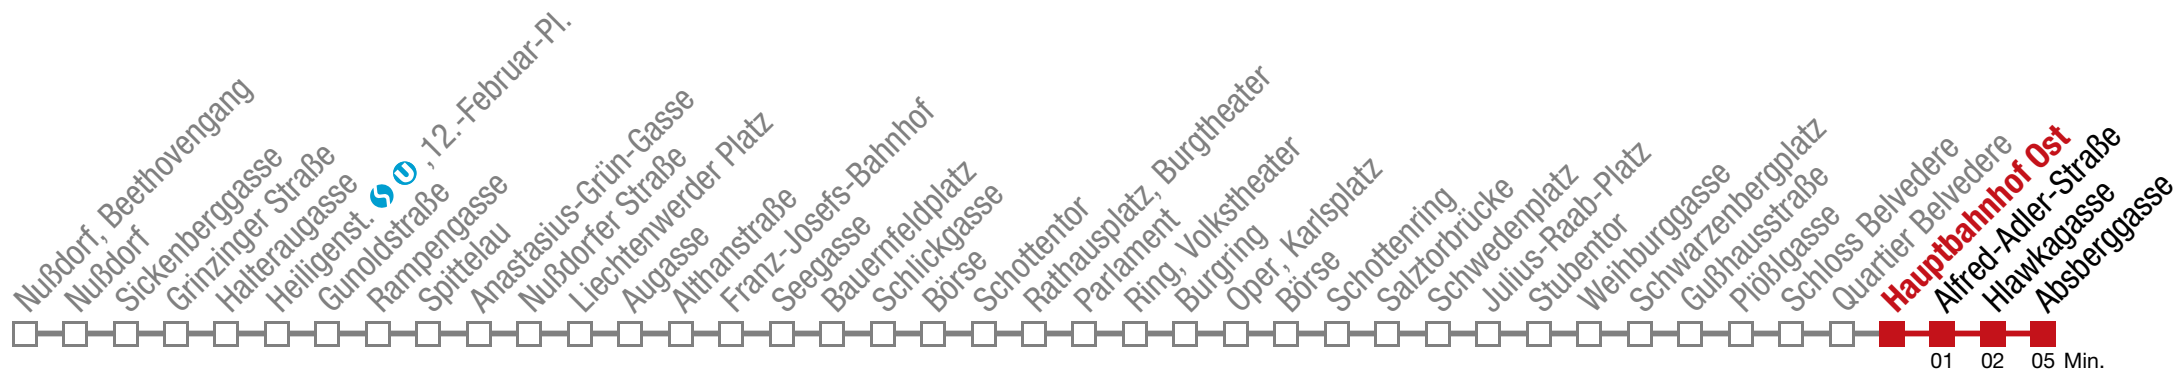 Nußdorf, Beethovengang
Nußdorf
Sickenberggasse
Grinzinger Straße
Halteraugasse
Heiligenst. S U ,12.-Februar-Pl.
Gunoldstraße
Rampengasse
Spittelau
Anastasius-Grün-Gasse
Nußdorfer Straße
Liechtenwerder Platz
Augasse
Althanstraße
Franz-Josefs-Bahnhof
Seegasse
Bauernfeldplatz
Schlickgasse
Börse
Schottentor
Rathausplatz, Burgtheater
Parlament
Ring, Volkstheater
Burgring
Oper, Karlsplatz
Börse
Schottenring
Salztorbrücke
Schwedenplatz
Julius-Raab-Platz
Stubentor
Weihburggasse
Schwarzenbergplatz
Gußhausstraße
Plößlgasse
Schloss Belvedere
Quartier Belvedere
Hauptbahnhof Ost
Alfred-Adler-Straße
Hlawkagasse
Absberggasse
01 02 05 Min.